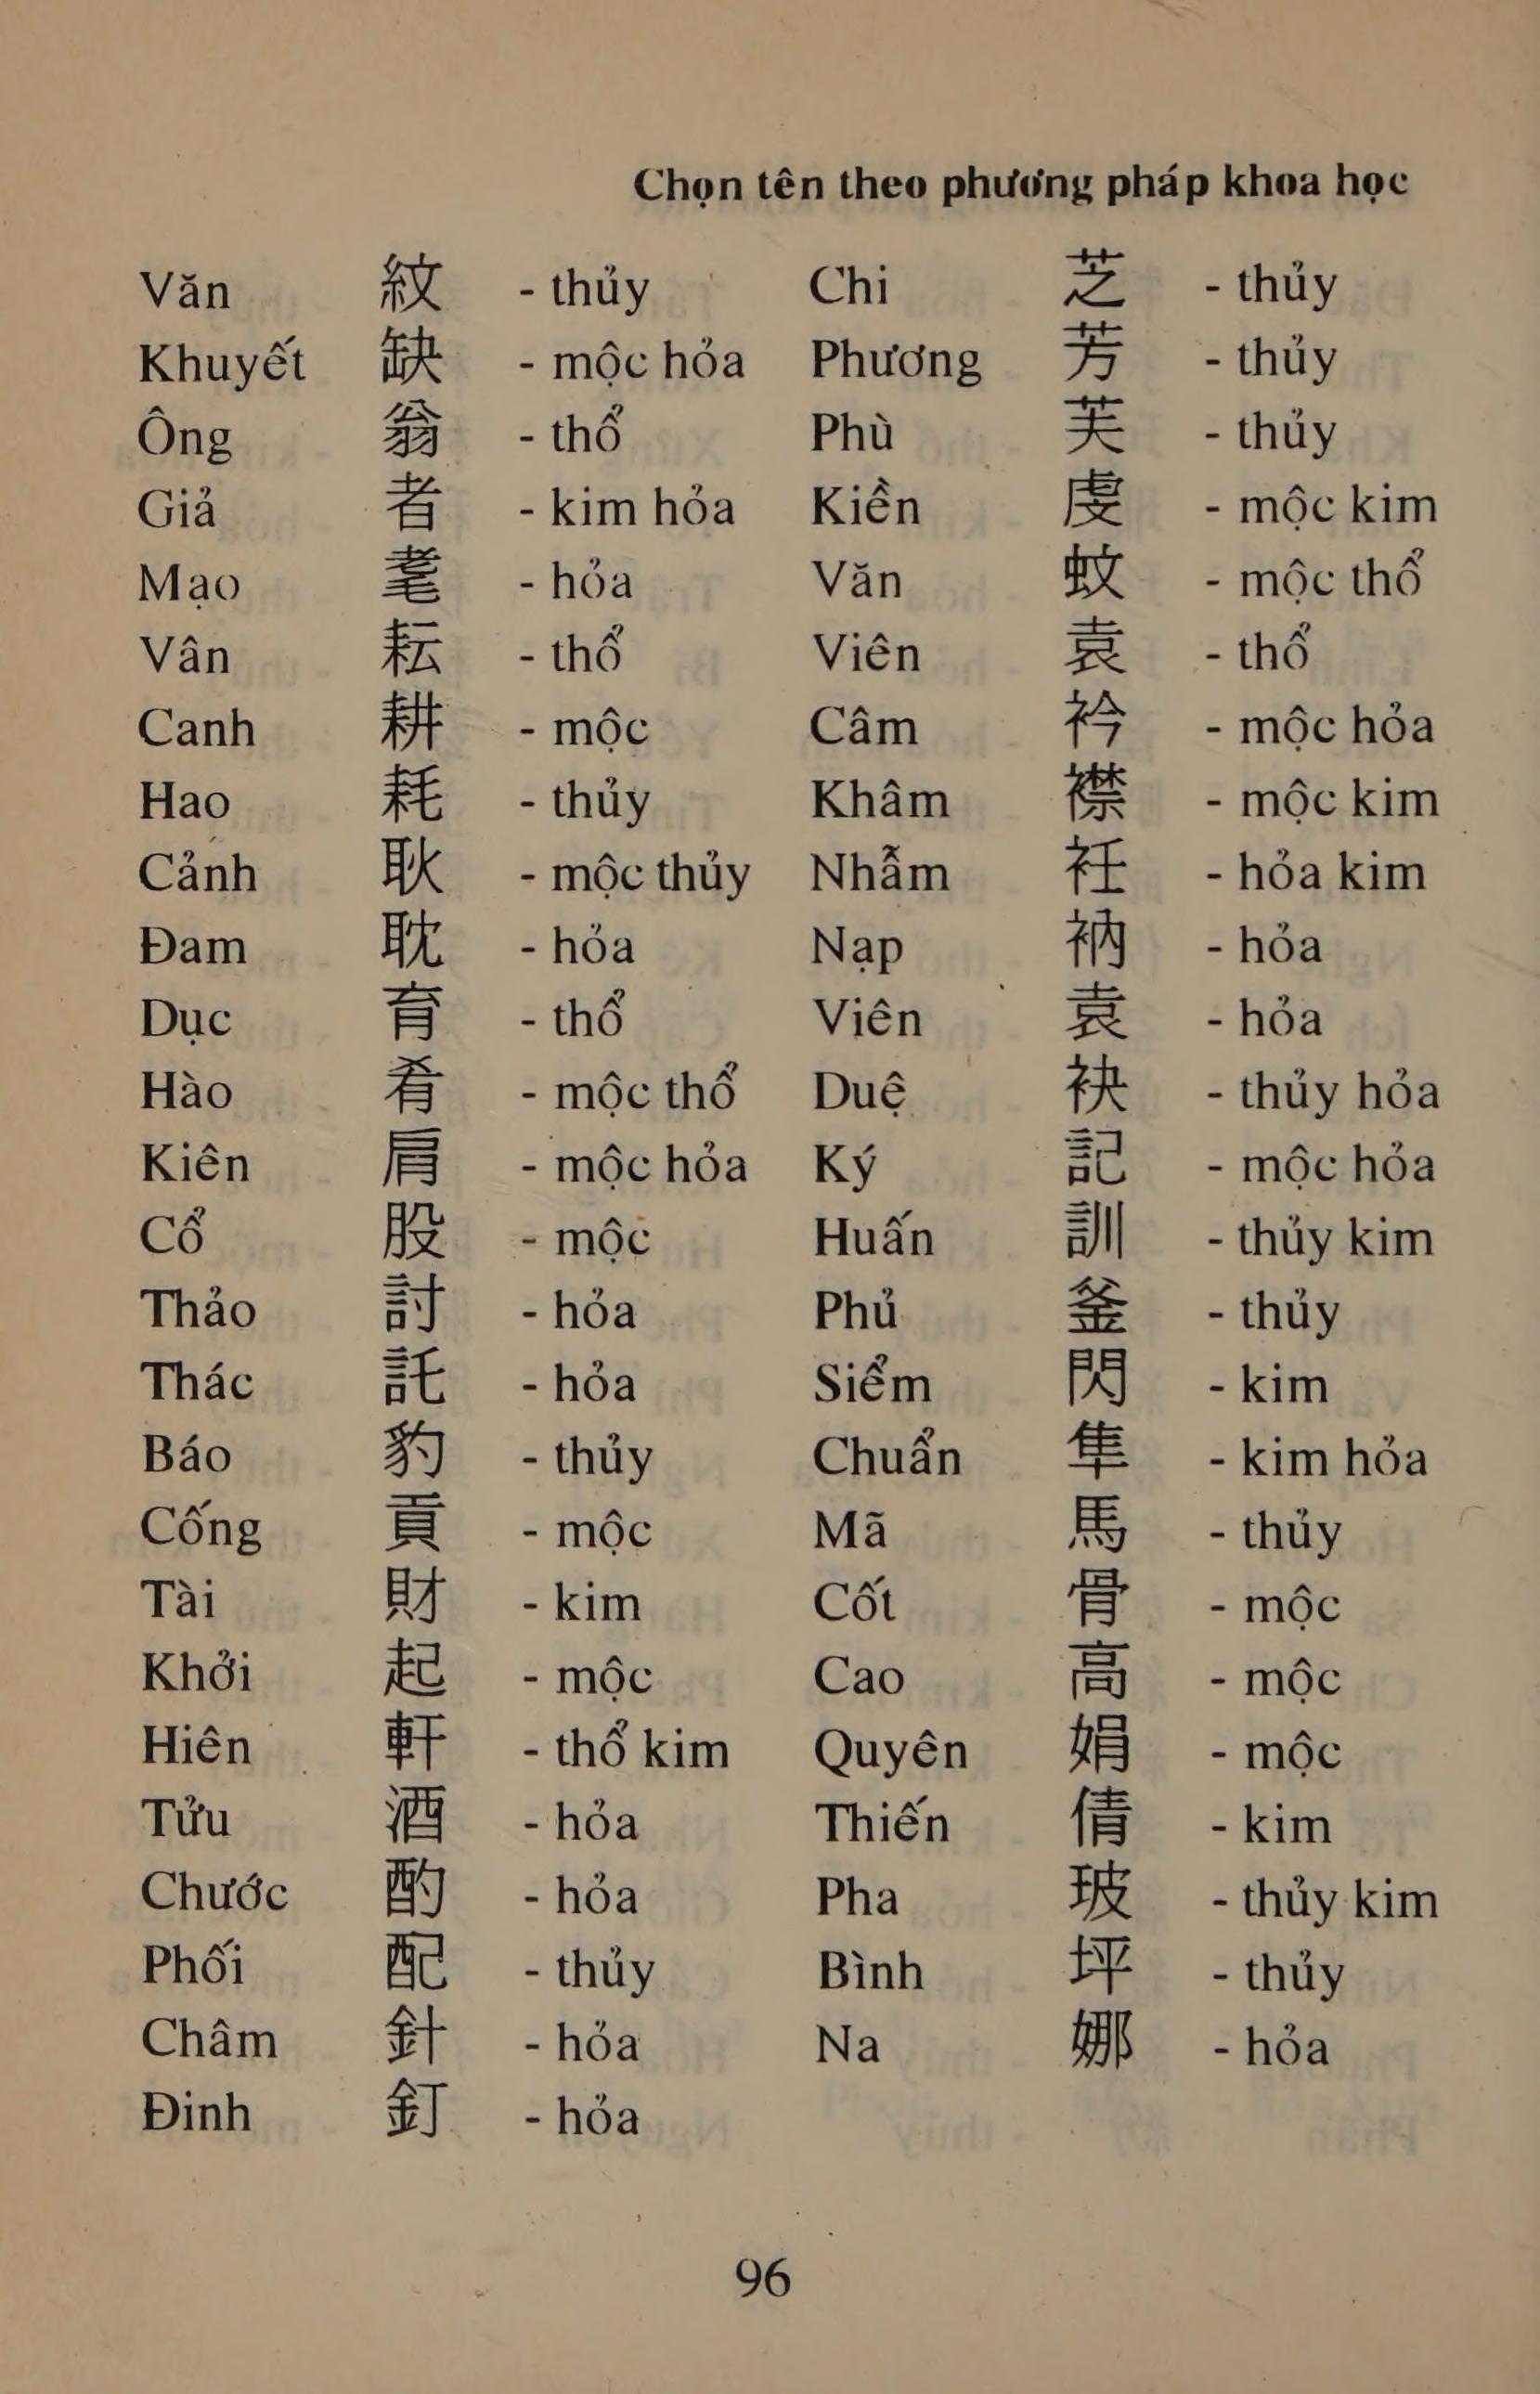 Chọn tên theo phương pháp khoa học
Văn 紋 - thủy
Khuyết 缺 - mộc hỏa
Ông 翁 - thổ
Giả 者 - kim hỏa
Mạo 耄 - hỏa
Vân 耘 - thổ
Canh 耕 - mộc
Hao 耗 - thủy
Cảnh 耿 - mộc thủy
Đam 耽 - hỏa
Dục 育 - thổ
Hào 肴 - mộc thổ
Kiên 肩 - mộc hỏa
Cổ 股 - mộc
Thảo 討 - hỏa
Thác 託 - hỏa
Báo 豹 - thủy
Cống 貢 - mộc
Tài 財 - kim
Khởi 起 - mộc
Hiên 軒 - thổ kim
Tửu 酒 - hỏa
Chước 酌 - hỏa
Phối 配 - thủy
Châm 針 - hỏa
Đinh 釘 - hỏa
Chi 芝 - thủy
Phương 芳 - thủy
Phù 芙 - thủy
Kiền 虔 - mộc kim
Văn 蚊 - mộc thổ
Viên 袁 - thổ
Câm 衿 - mộc hỏa
Khâm 襟 - mộc kim
Nhẫm 衽 - hỏa kim
Nạp 衲 - hỏa
Viên 袁 - hỏa
Duệ 袂 - thủy hỏa
Ký 記 - mộc hỏa
Huấn 訓 - thủy kim
Phủ 釜 - thủy
Siểm 閃 - kim
Chuẩn 隼 - kim hỏa
Mã 馬 - thủy
Cốt 骨 - mộc
Cao 高 - mộc
Quyên 娟 - mộc
Thiến 倩 - kim
Pha 玻 - thủy kim
Bình 坪 - thủy
Na 娜 - hỏa
96